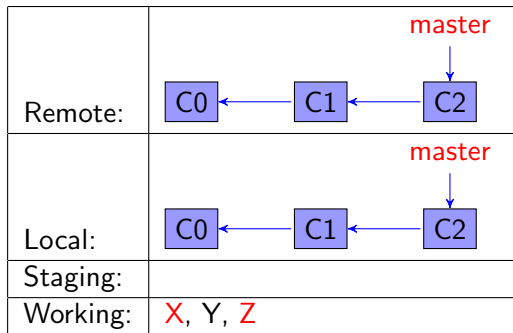 master
Remote: C0 C1 C2
master
Local: C0 C1 C2
Staging:
Working: X, Y, Z